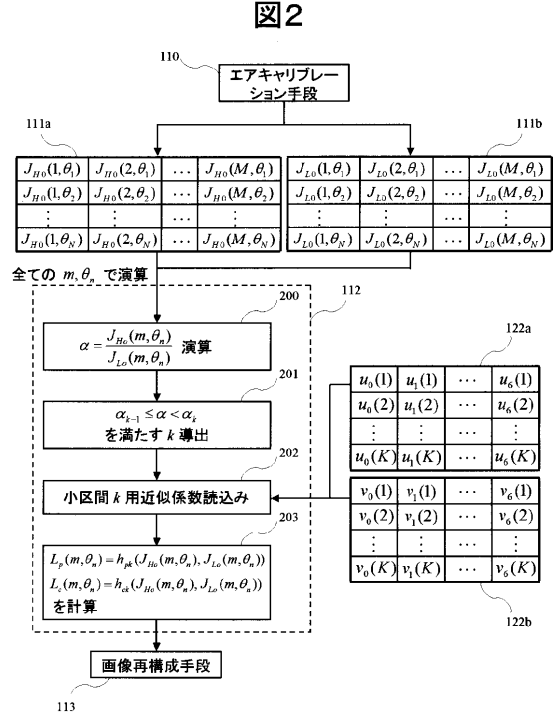 図2
110
エアキャリブレー
ション手段
111a
111b
J_{H0}(1,θ_1) J_{H0}(2,θ_1) … J_{H0}(M,θ_1)
J_{H0}(1,θ_2) J_{H0}(2,θ_2) … J_{H0}(M,θ_2)
⋮ ⋮ … ⋮
J_{H0}(1,θ_N) J_{H0}(2,θ_N) … J_{H0}(M,θ_N)
J_{L0}(1,θ_1) J_{L0}(2,θ_1) … J_{L0}(M,θ_1)
J_{L0}(1,θ_2) J_{L0}(2,θ_2) … J_{L0}(M,θ_2)
⋮ ⋮ … ⋮
J_{L0}(1,θ_N) J_{L0}(2,θ_N) … J_{L0}(M,θ_N)
全ての m,θ_n で演算
112
200
α = J_{Ho}(m,θ_n) / J_{Lo}(m,θ_n) 演算
201
α_{k-1} ≤ α < α_k
を満たす k 導出
202
小区間 k 用近似係数読込み
203
L_p(m,θ_n) = h_{pk}(J_{Ho}(m,θ_n), J_{Lo}(m,θ_n))
L_c(m,θ_n) = h_{ck}(J_{Ho}(m,θ_n), J_{Lo}(m,θ_n))
を計算
画像再構成手段
113
122a
u_0(1) u_1(1) … u_6(1)
u_0(2) u_1(2) … u_6(2)
⋮ ⋮ … ⋮
u_0(K) u_1(K) … u_6(K)
v_0(1) v_1(1) … v_6(1)
v_0(2) v_1(2) … v_6(2)
⋮ ⋮ … ⋮
v_0(K) v_1(K) … v_6(K)
122b